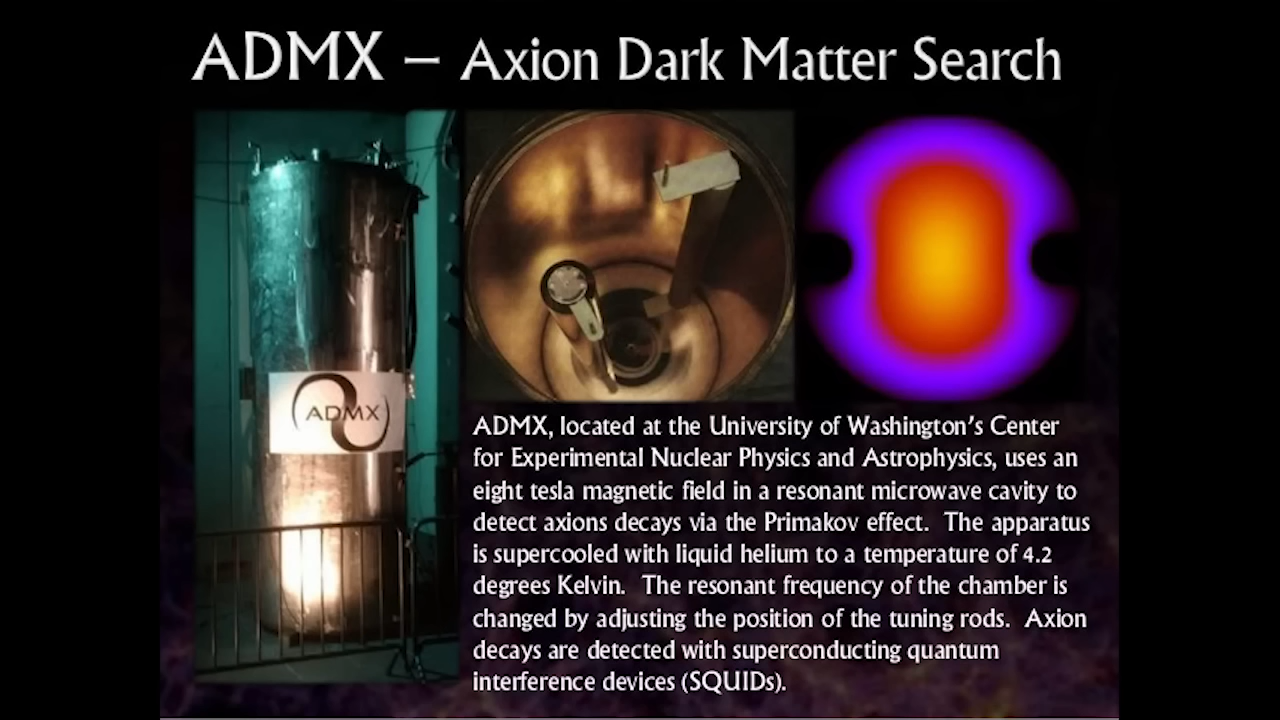 ADMX – Axion Dark Matter Search
ADMX
ADMX, located at the University of Washington's Center
for Experimental Nuclear Physics and Astrophysics, uses an
eight tesla magnetic field in a resonant microwave cavity to
detect axions decays via the Primakov effect.  The apparatus
is supercooled with liquid helium to a temperature of 4.2
degrees Kelvin.  The resonant frequency of the chamber is
changed by adjusting the position of the tuning rods.  Axion
decays are detected with superconducting quantum
interference devices (SQUIDs).